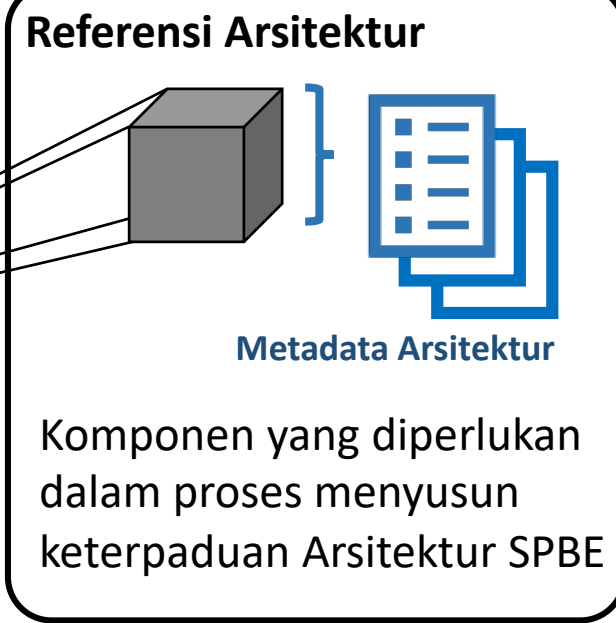 Referensi Arsitektur
Metadata Arsitektur
Komponen yang diperlukan
dalam proses menyusun
keterpaduan Arsitektur SPBE